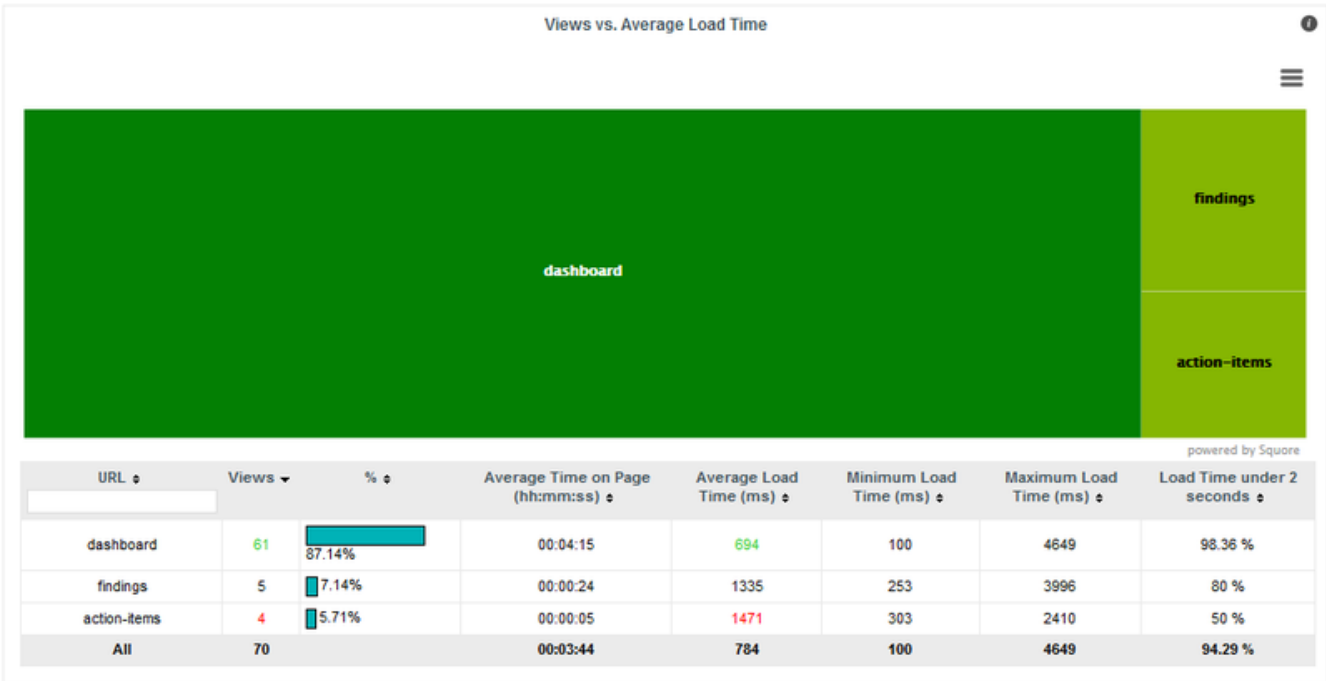 Views vs. Average Load Time
dashboard
findings
action-items
powered by Squore
URL Views % Average Time on Page (hh:mm:ss) Average Load Time (ms) Minimum Load Time (ms) Maximum Load Time (ms) Load Time under 2 seconds
dashboard 61 87.14% 00:04:15 694 100 4649 98.36 %
findings 5 7.14% 00:00:24 1335 253 3996 80 %
action-items 4 5.71% 00:00:05 1471 303 2410 50 %
All 70 00:03:44 784 100 4649 94.29 %